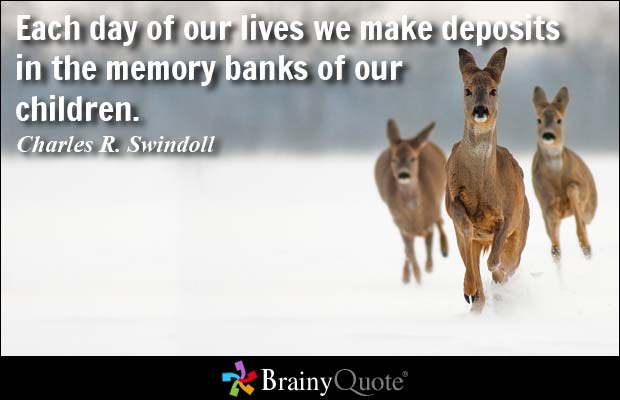 Each day of our lives we make deposits
in the memory banks of our
children.
Charles R. Swindoll
BrainyQuote®